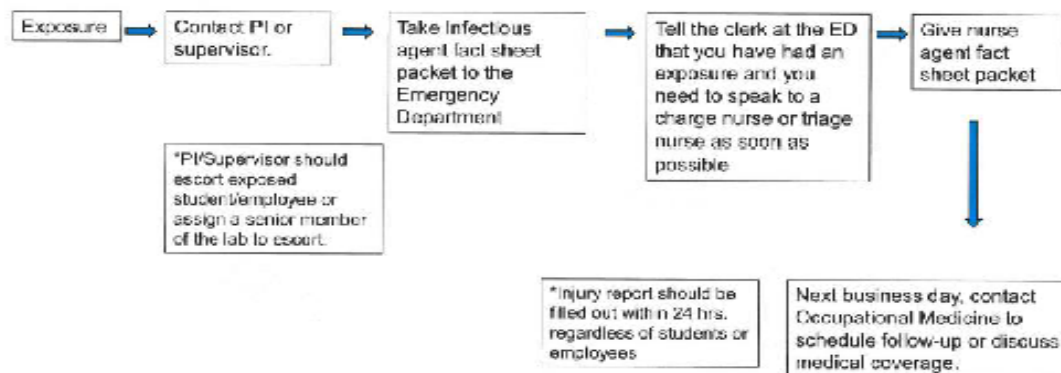 Exposure
Contact PI or
supervisor.
Take Infectious
agent fact sheet
packet to the
Emergency
Department
Tell the clerk at the ED
that you have had an
exposure and you
need to speak to a
charge nurse or triage
nurse as soon as
possible
Give nurse
agent fact
sheet packet
*PI/Supervisor should
escort exposed
student/employee or
assign a senior member
of the lab to escort.
*Injury report should be
filled out within 24 hrs.
regardless of students or
employees
Next business day, contact
Occupational Medicine to
schedule follow-up or discuss
medical coverage.